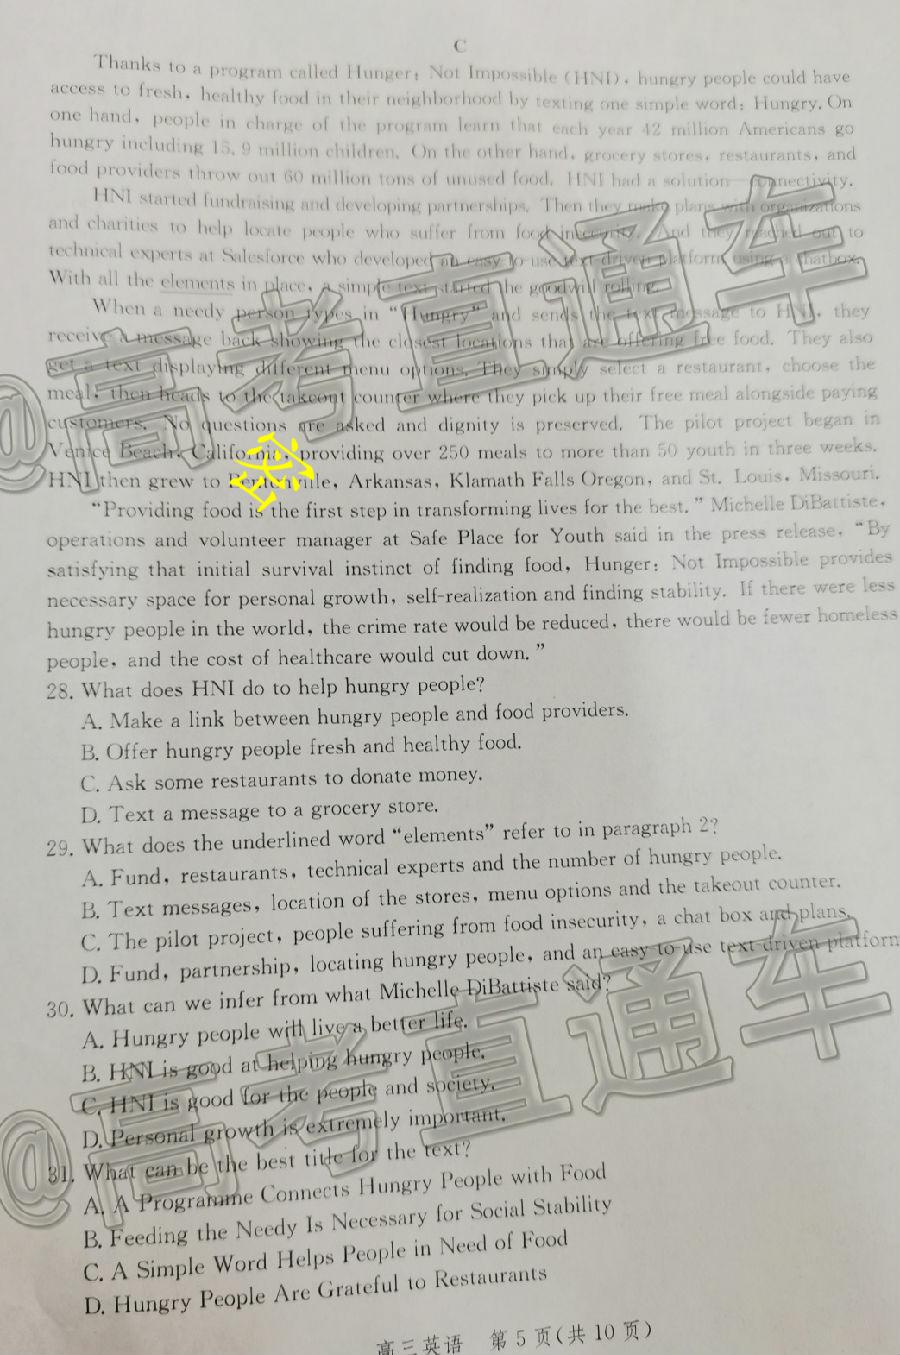 C
Thanks to a program called Hunger: Not Impossible (HNI), hungry people could have
access to fresh, healthy food in their neighborhood by texting one simple word: Hungry. On
one hand, people in charge of the program learn that each year 42 million Americans go
hungry including 15.9 million children. On the other hand, grocery stores, restaurants, and
food providers throw out 60 million tons of unused food. HNI had a solution connectivity.
HNI started fundraising and developing partnerships. Then they make plans with organizations
and charities to help locate people who suffer from food insecurity. And they reached out to
technical experts at Salesforce who developed an easy to use text-driven platform using a chatbox.
With all the elements in place, a simple text started the goodwill rolling.
When a needy person types in "Hungry" and sends the text message to HNI, they
receive a message back showing the closest locations that are offering free food. They also
get a text displaying different menu options. They simply select a restaurant, choose the
meal, then heads to the takeout counter where they pick up their free meal alongside paying
customers. No questions are asked and dignity is preserved. The pilot project began in
Venice Beach, California, providing over 250 meals to more than 50 youth in three weeks.
HNI then grew to Bentonville, Arkansas, Klamath Falls Oregon, and St. Louis, Missouri.
"Providing food is the first step in transforming lives for the best." Michelle DiBattiste,
operations and volunteer manager at Safe Place for Youth said in the press release, "By
satisfying that initial survival instinct of finding food, Hunger: Not Impossible provides
necessary space for personal growth, self-realization and finding stability. If there were less
hungry people in the world, the crime rate would be reduced, there would be fewer homeless
people, and the cost of healthcare would cut down."
28. What does HNI do to help hungry people?
A. Make a link between hungry people and food providers.
B. Offer hungry people fresh and healthy food.
C. Ask some restaurants to donate money.
D. Text a message to a grocery store.
29. What does the underlined word "elements" refer to in paragraph 2?
A. Fund, restaurants, technical experts and the number of hungry people.
B. Text messages, location of the stores, menu options and the takeout counter.
C. The pilot project, people suffering from food insecurity, a chat box and plans.
D. Fund, partnership, locating hungry people, and an easy-to-use text-driven platform
30. What can we infer from what Michelle DiBattiste said?
A. Hungry people with live a better life.
B. HNI is good at helping hungry people.
C. HNI is good for the people and society.
D. Personal growth is extremely important.
31. What can be the best title for the text?
A. A Programme Connects Hungry People with Food
B. Feeding the Needy Is Necessary for Social Stability
C. A Simple Word Helps People in Need of Food
D. Hungry People Are Grateful to Restaurants
高三英语 第5页(共10页)
@高考直通车
密
@高考直通车